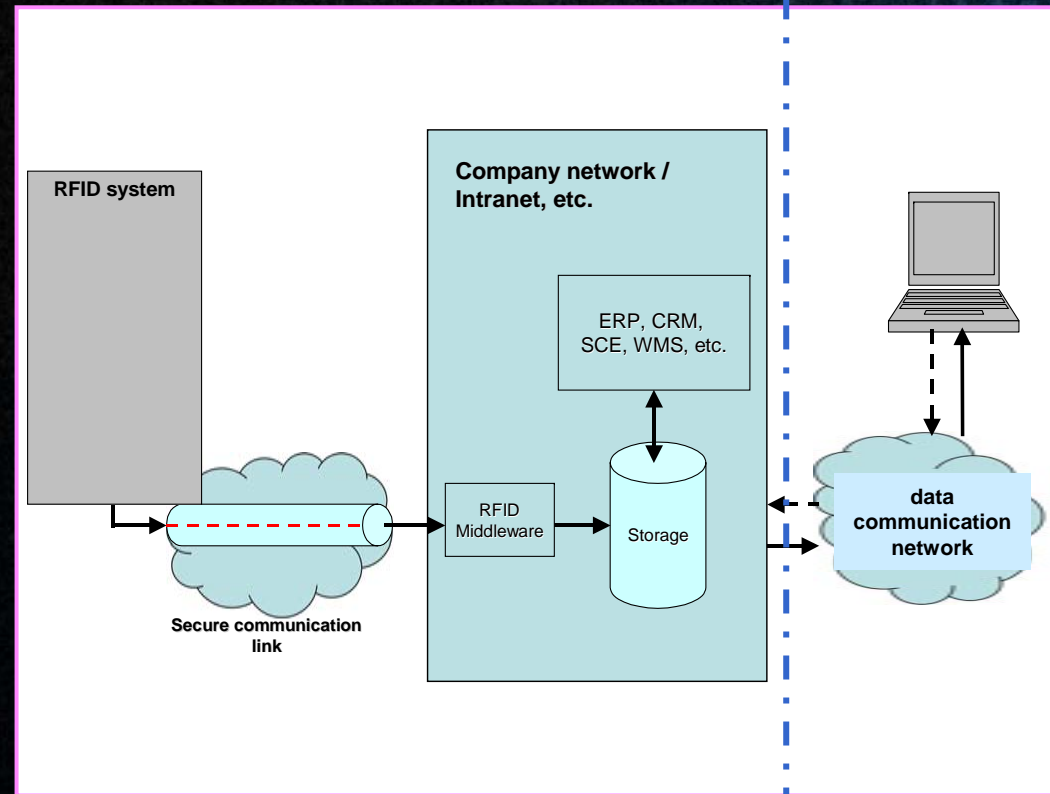 RFID system
Company network /
Intranet, etc.
ERP, CRM,
SCE, WMS, etc.
RFID
Middleware
Storage
data
communication
network
Secure communication
link